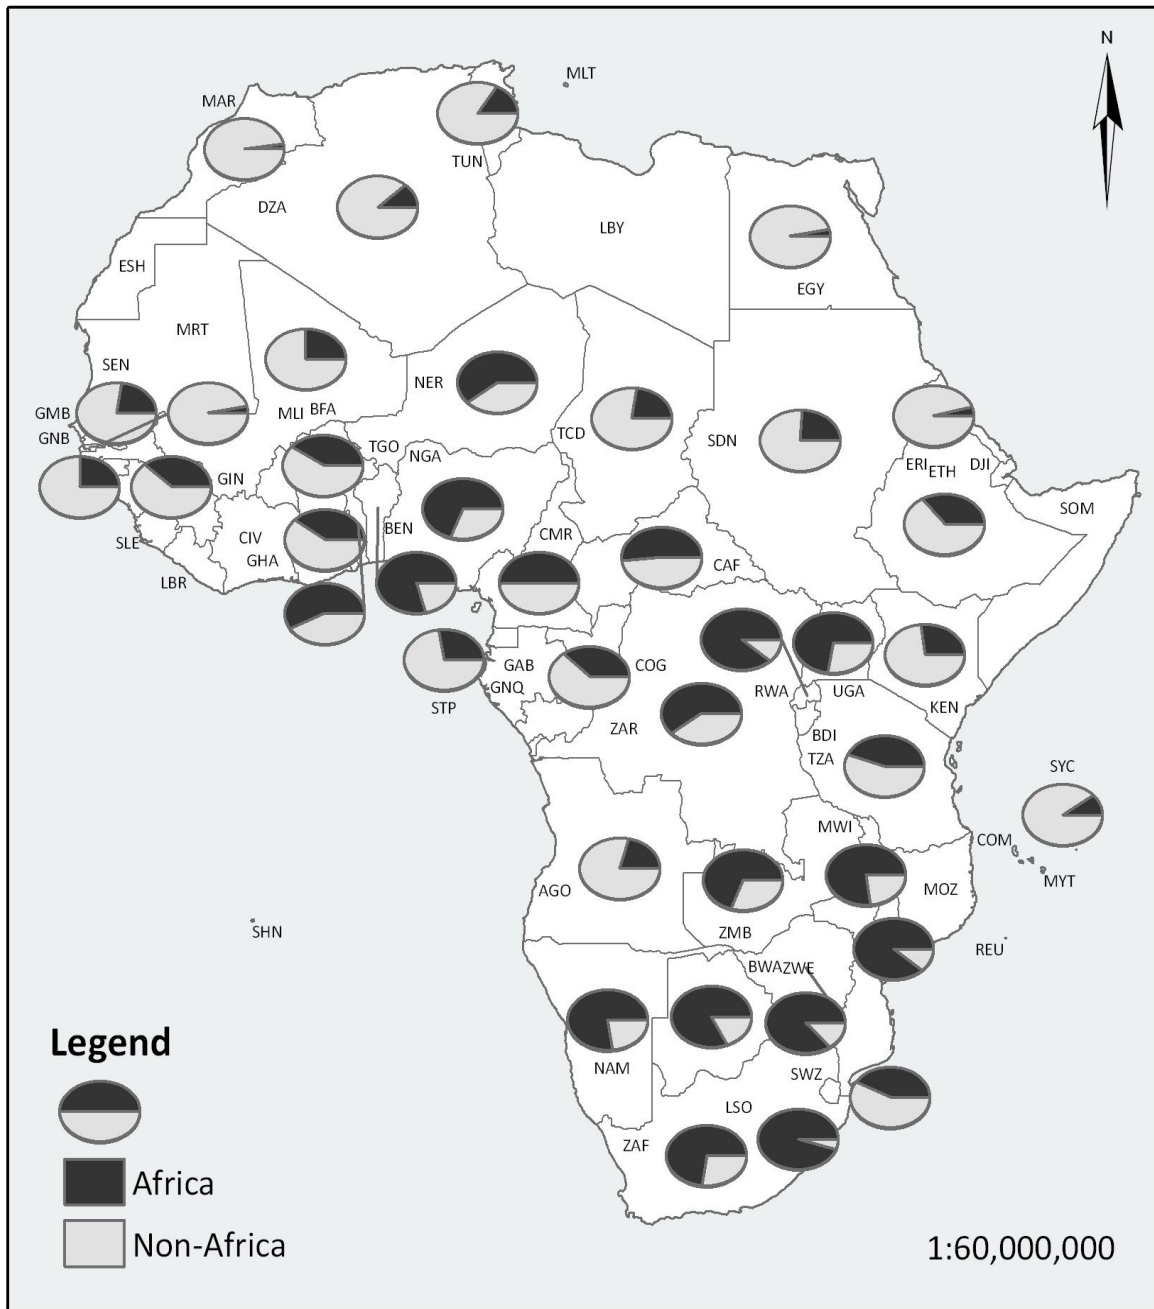 N
MLT
MAR
TUN
DZA
LBY
ESH
EGY
MRT
SEN
NER
GMB
MLI
BFA
GNB
TCD
SDN
TGO
NGA
ERI
ETH
DJI
GIN
SOM
BEN
SLE
CIV
CMR
GHA
CAF
LBR
GAB
COG
GNQ
RWA
UGA
STP
KEN
ZAR
BDI
TZA
SYC
MWI
COM
MYT
AGO
MOZ
SHN
ZMB
REU
BWA
ZWE
Legend
NAM
SWZ
LSO
ZAF
Africa
Non-Africa
1:60,000,000